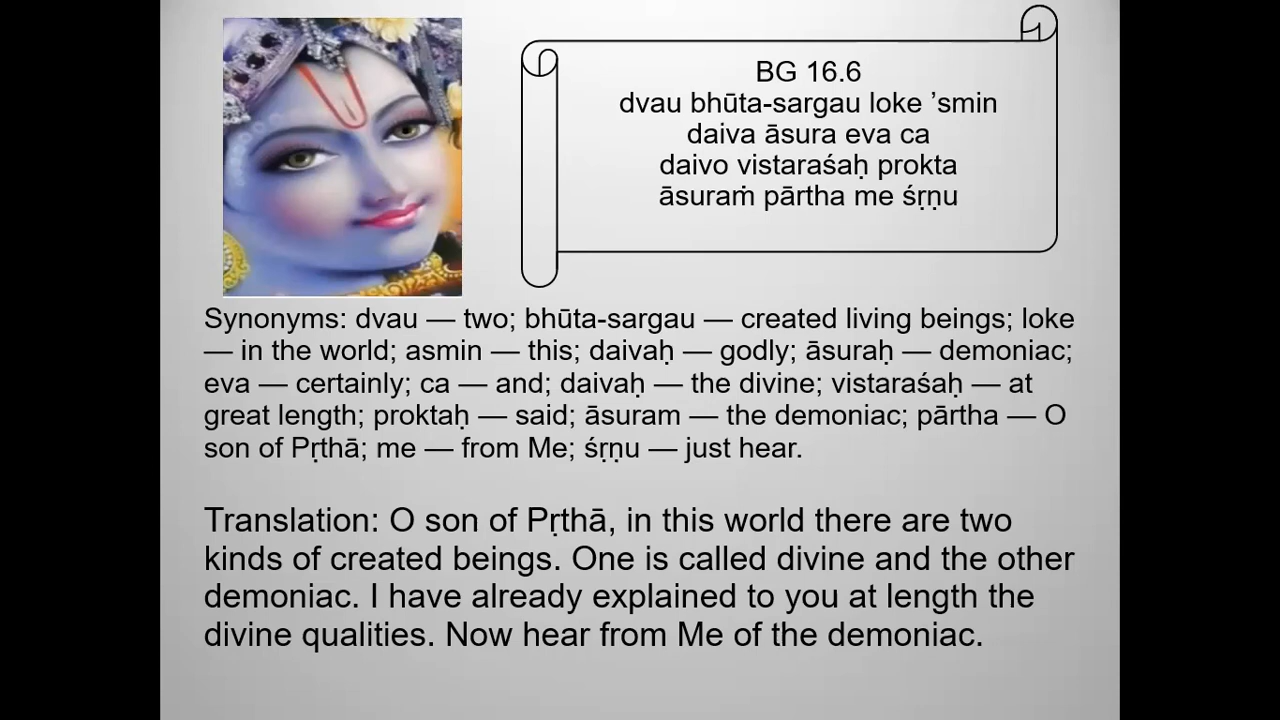 BG 16.6
dvau bhūta-sargau loke ’smin
daiva āsura eva ca
daivo vistaraśaḥ prokta
āsuraṁ pārtha me śṛṇu
Synonyms: dvau — two; bhūta-sargau — created living beings; loke
— in the world; asmin — this; daivaḥ — godly; āsuraḥ — demoniac;
eva — certainly; ca — and; daivaḥ — the divine; vistaraśaḥ — at
great length; proktaḥ — said; āsuram — the demoniac; pārtha — O
son of Pṛthā; me — from Me; śṛṇu — just hear.
Translation: O son of Pṛthā, in this world there are two
kinds of created beings. One is called divine and the other
demoniac. I have already explained to you at length the
divine qualities. Now hear from Me of the demoniac.